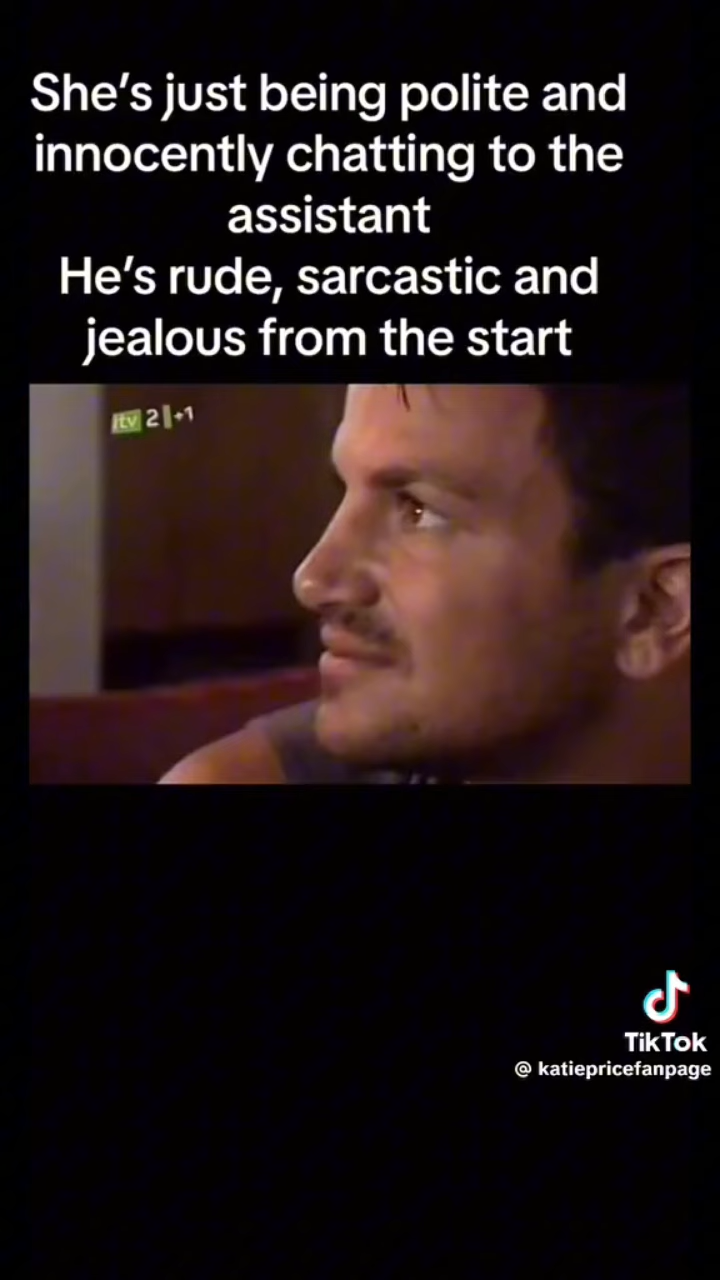 She's just being polite and
innocently chatting to the
assistant
He's rude, sarcastic and
jealous from the start
itv 2 +1
TikTok
@ katiepricefanpage